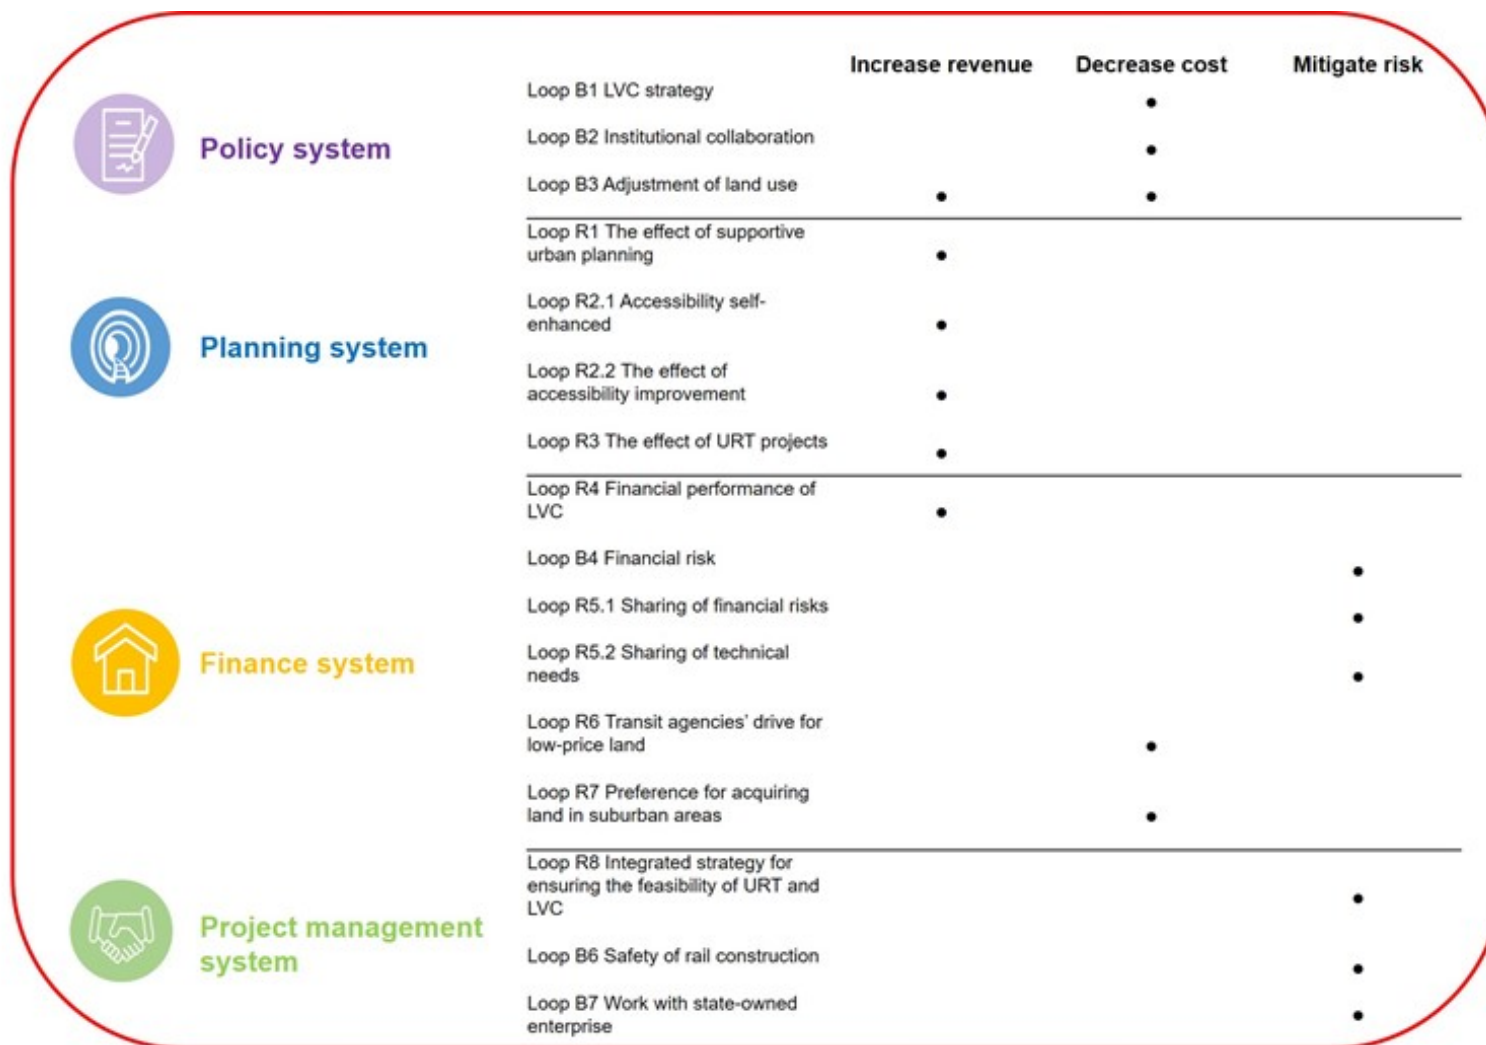 Increase revenue Decrease cost Mitigate risk
Policy system
Loop B1 LVC strategy •
Loop B2 Institutional collaboration •
Loop B3 Adjustment of land use • •
Planning system
Loop R1 The effect of supportive
urban planning •
Loop R2.1 Accessibility self-
enhanced •
Loop R2.2 The effect of
accessibility improvement •
Loop R3 The effect of URT projects •
Finance system
Loop R4 Financial performance of
LVC •
Loop B4 Financial risk •
Loop R5.1 Sharing of financial risks •
Loop R5.2 Sharing of technical
needs •
Loop R6 Transit agencies’ drive for
low-price land •
Loop R7 Preference for acquiring
land in suburban areas •
Project management
system
Loop R8 Integrated strategy for
ensuring the feasibility of URT and •
LVC
Loop B6 Safety of rail construction •
Loop B7 Work with state-owned •
enterprise